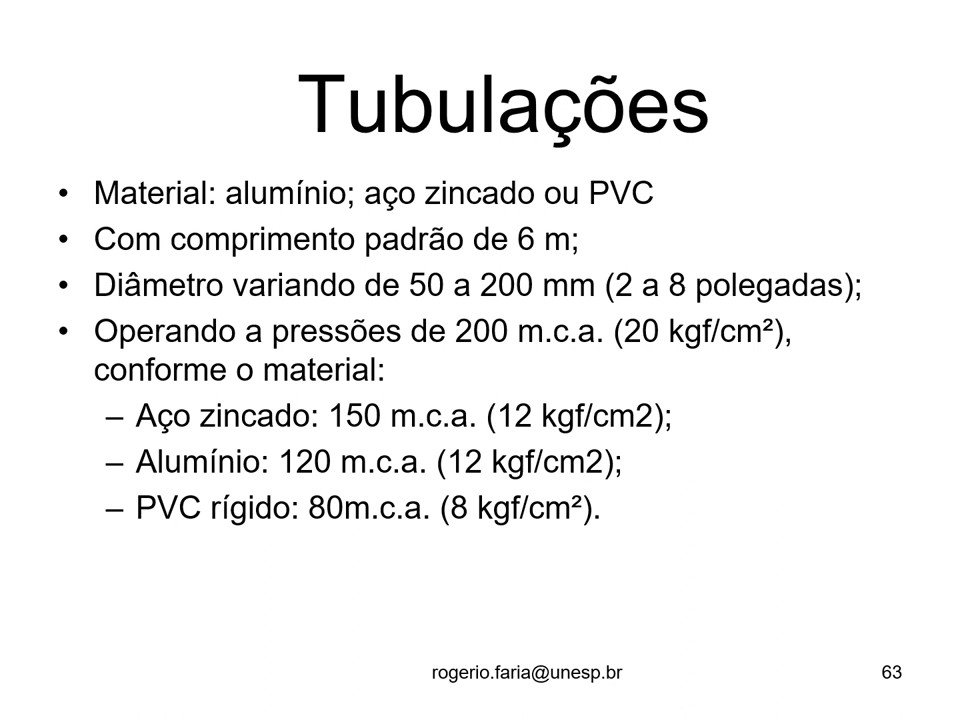 Tubulações
• Material: alumínio; aço zincado ou PVC
• Com comprimento padrão de 6 m;
• Diâmetro variando de 50 a 200 mm (2 a 8 polegadas);
• Operando a pressões de 200 m.c.a. (20 kgf/cm²),
conforme o material:
– Aço zincado: 150 m.c.a. (12 kgf/cm2);
– Alumínio: 120 m.c.a. (12 kgf/cm2);
– PVC rígido: 80m.c.a. (8 kgf/cm²).
rogerio.faria@unesp.br 63